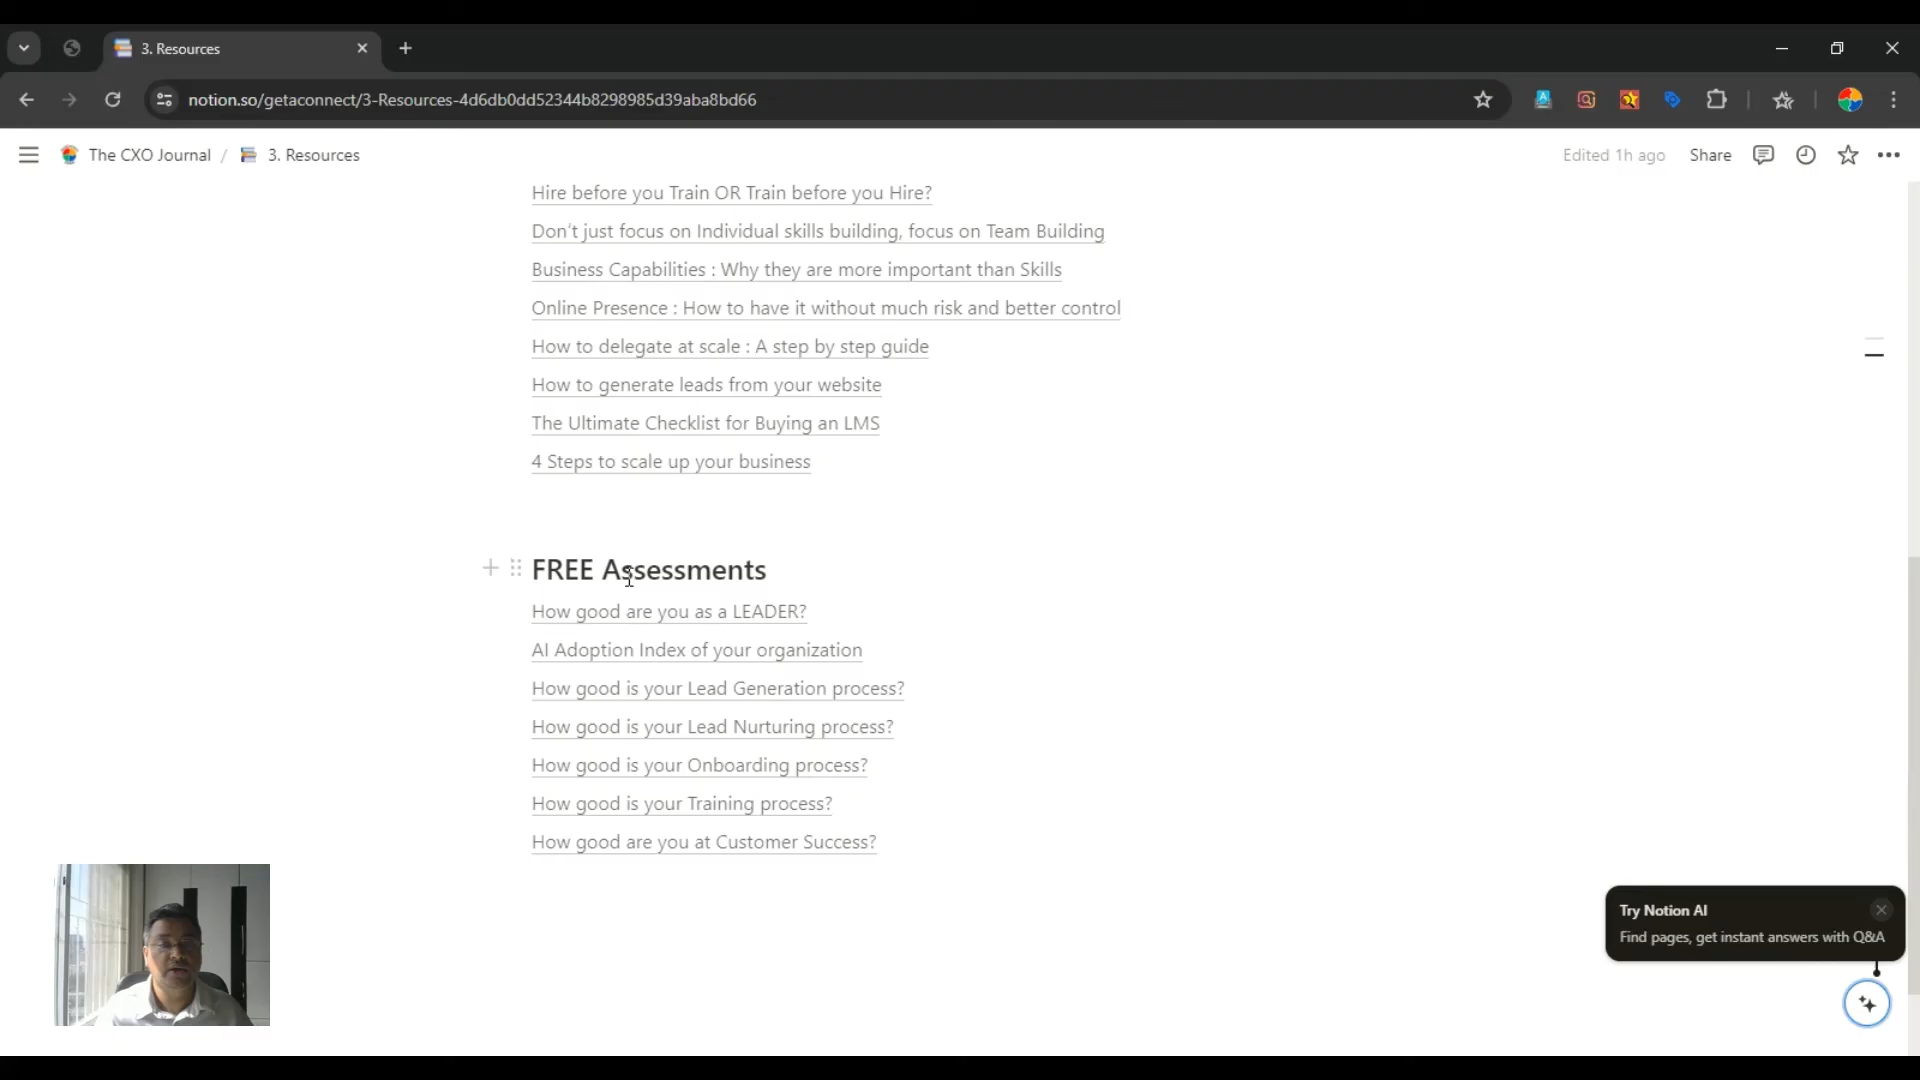 3. Resources
notion.so/getaconnect/3-Resources-4d6db0dd52344b8298985d39aba8bd66
The CXO Journal / 3. Resources
Edited 1h ago Share
Hire before you Train OR Train before you Hire?
Don't just focus on Individual skills building, focus on Team Building
Business Capabilities : Why they are more important than Skills
Online Presence : How to have it without much risk and better control
How to delegate at scale : A step by step guide
How to generate leads from your website
The Ultimate Checklist for Buying an LMS
4 Steps to scale up your business
FREE Assessments
How good are you as a LEADER?
AI Adoption Index of your organization
How good is your Lead Generation process?
How good is your Lead Nurturing process?
How good is your Onboarding process?
How good is your Training process?
How good are you at Customer Success?
Try Notion AI
Find pages, get instant answers with Q&A